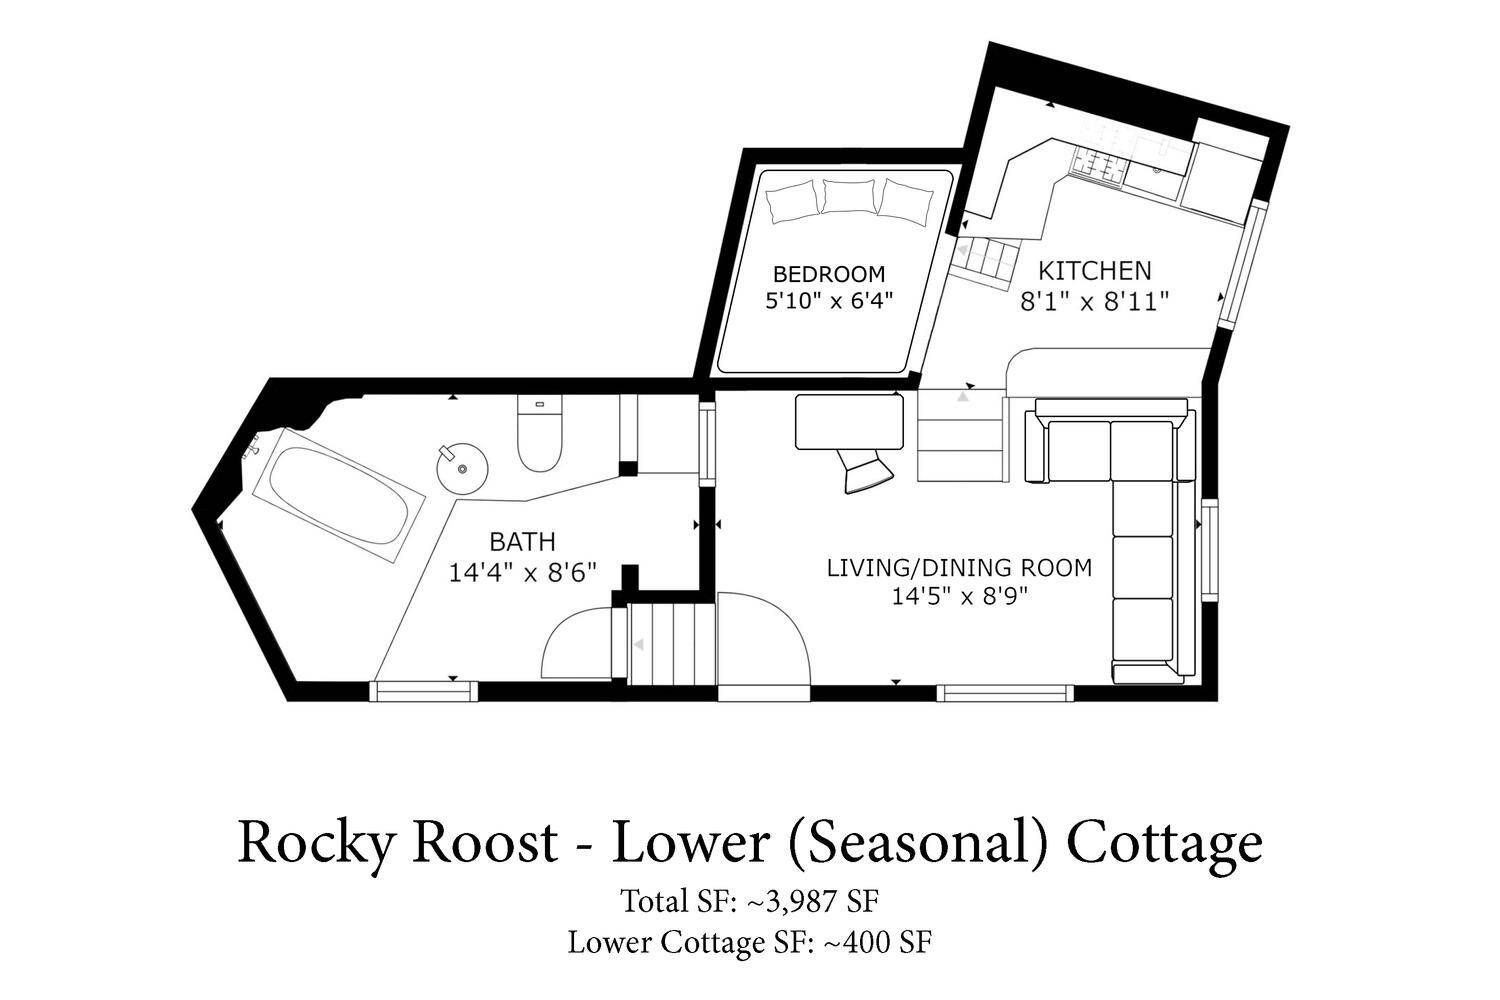 BEDROOM
5'10" x 6'4"
KITCHEN
8'1" x 8'11"
BATH
14'4" x 8'6"
LIVING/DINING ROOM
14'5" x 8'9"
Rocky Roost - Lower (Seasonal) Cottage
Total SF: ~3,987 SF
Lower Cottage SF: ~400 SF